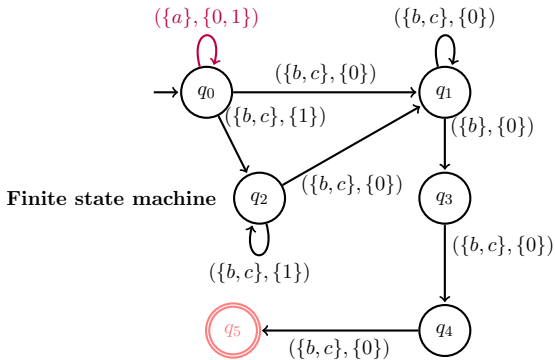 ({a}, {0, 1})
({b, c}, {0})
({b, c}, {0})
q₀
q₁
({b, c}, {1})
({b}, {0})
({b, c}, {0})
Finite state machine
q₂
q₃
({b, c}, {0})
({b, c}, {1})
q₅
q₄
({b, c}, {0})